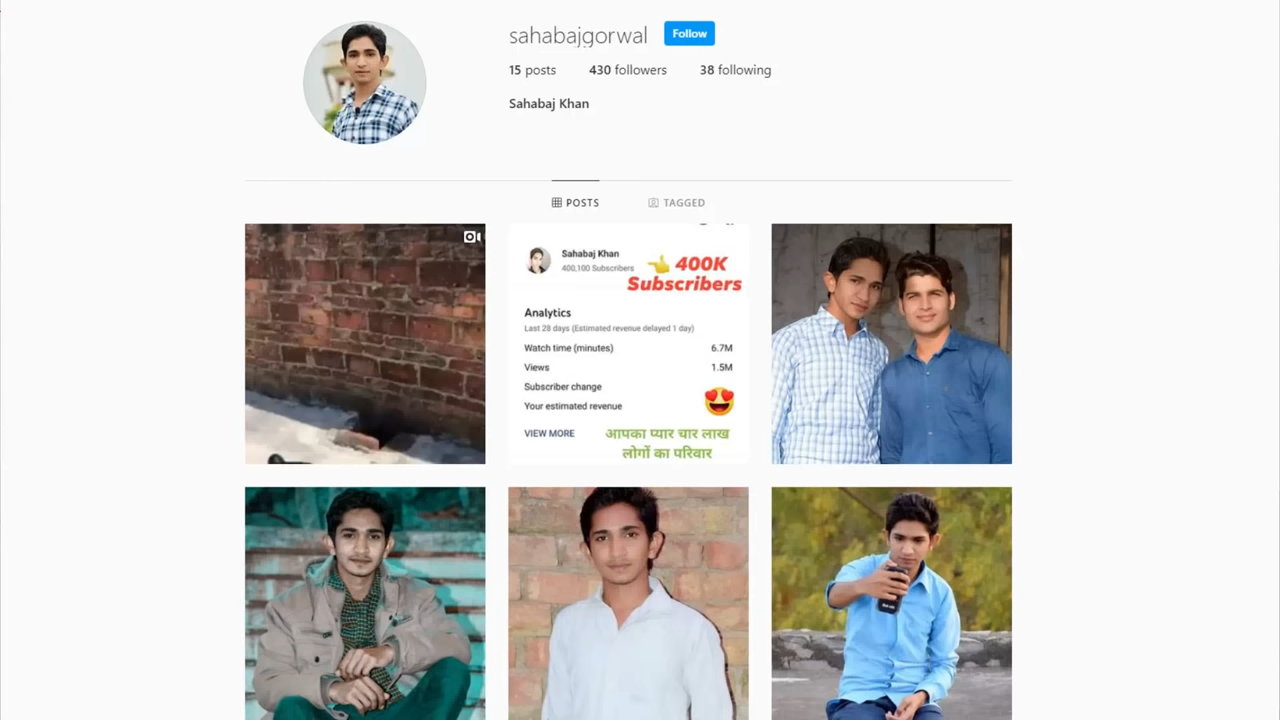 sahabajgorwal Follow
15 posts 430 followers 38 following
Sahabaj Khan
POSTS TAGGED
Sahabaj Khan
400,100 Subscribers
400K
Subscribers
Analytics
Last 28 days (Estimated revenue delayed 1 day)
Watch time (minutes) 6.7M
Views 1.5M
Subscriber change
Your estimated revenue
VIEW MORE
आपका प्यार चार लाख
लोगों का परिवार